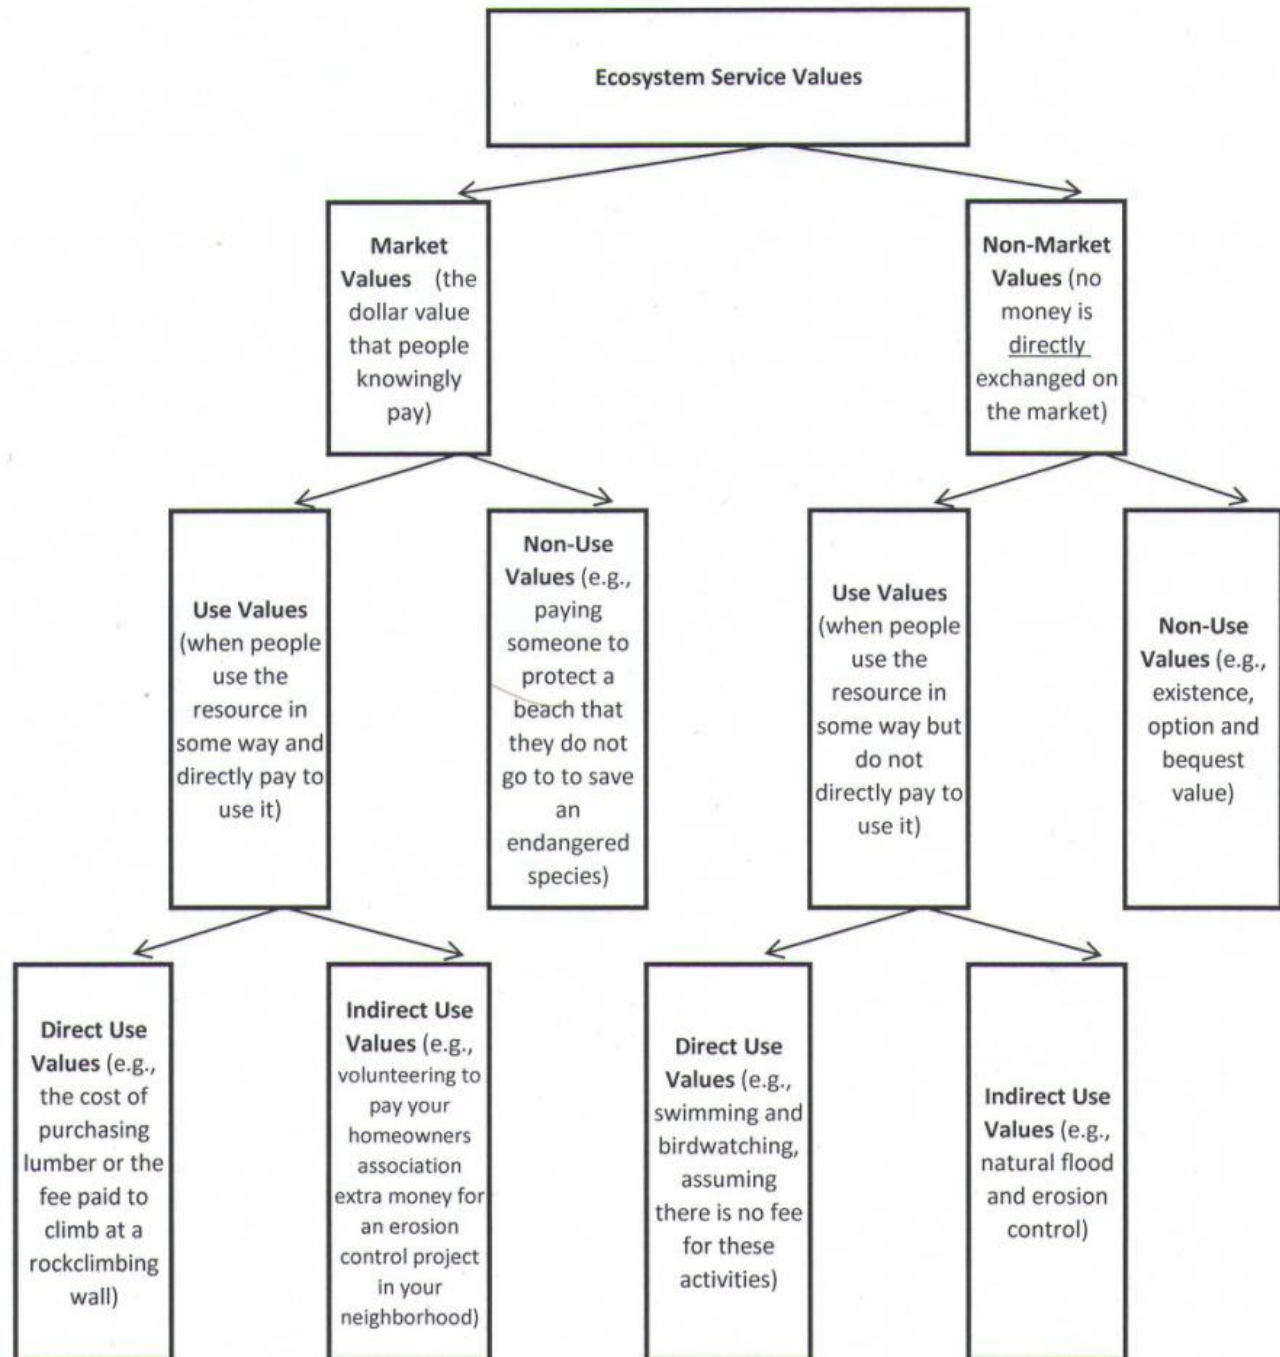 Ecosystem Service Values
Market
Values (the
dollar value
that people
knowingly
pay)
Non-Market
Values (no
money is
directly
exchanged on
the market)
Use Values
(when people
use the
resource in
some way and
directly pay to
use it)
Non-Use
Values (e.g.,
paying
someone to
protect a
beach that
they do not
go to to save
an
endangered
species)
Use Values
(when people
use the
resource in
some way but
do not
directly pay to
use it)
Non-Use
Values (e.g.,
existence,
option and
bequest
value)
Direct Use
Values (e.g.,
the cost of
purchasing
lumber or the
fee paid to
climb at a
rockclimbing
wall)
Indirect Use
Values (e.g.,
volunteering to
pay your
homeowners
association
extra money for
an erosion
control project
in your
neighborhood)
Direct Use
Values (e.g.,
swimming and
birdwatching,
assuming
there is no fee
for these
activities)
Indirect Use
Values (e.g.,
natural flood
and erosion
control)